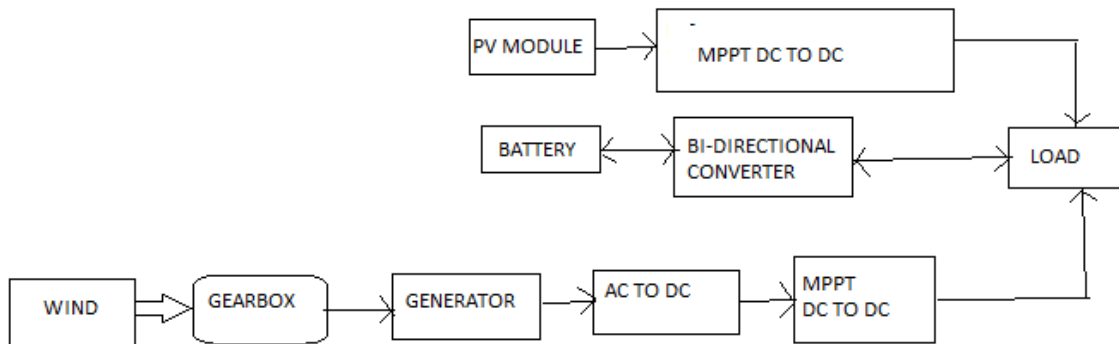 PV MODULE
MPPT DC TO DC
BATTERY
BI-DIRECTIONAL
CONVERTER
LOAD
WIND
GEARBOX
GENERATOR
AC TO DC
MPPT
DC TO DC